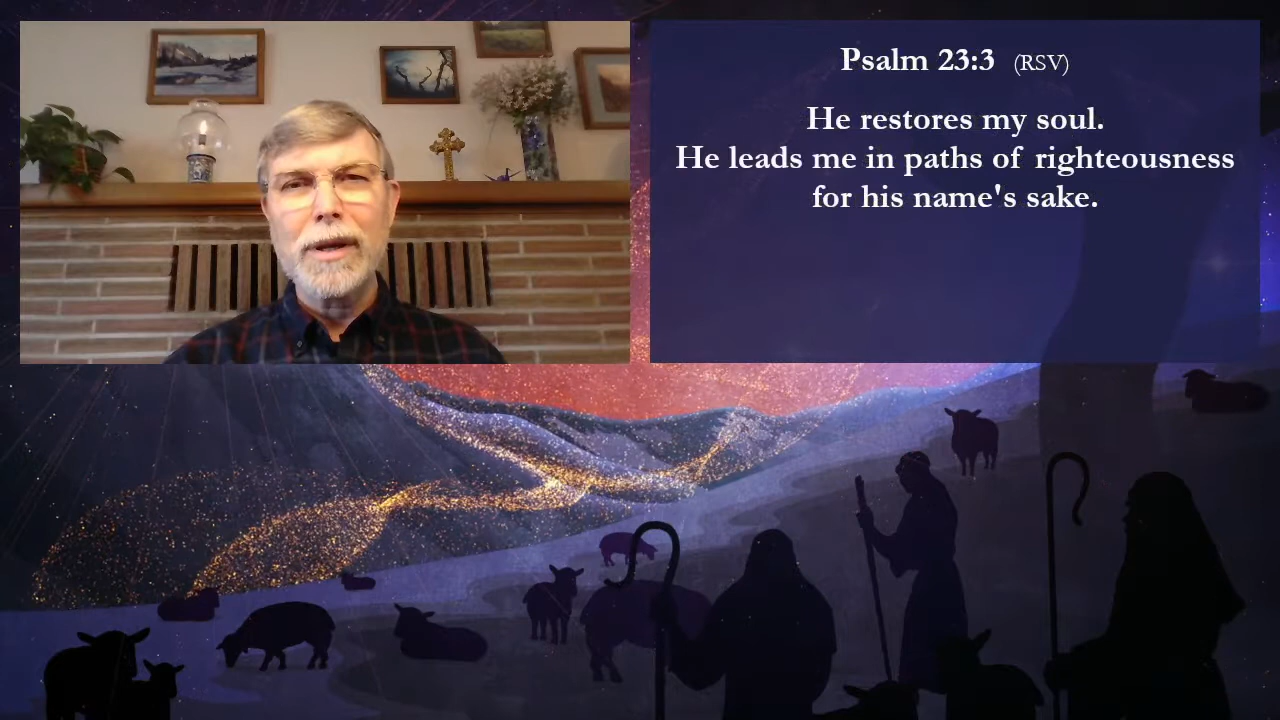 Psalm 23:3 (RSV)
He restores my soul.
He leads me in paths of righteousness
for his name's sake.